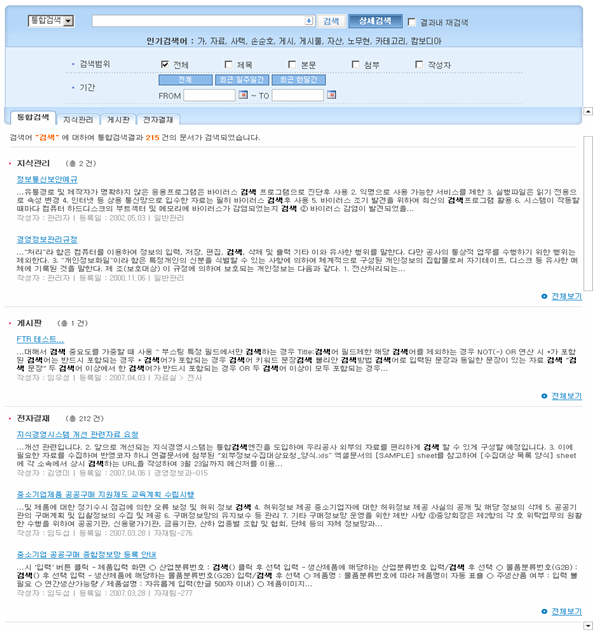 통합검색 검색 상세검색 결과내 재검색
인기검색어 : 가, 자료, 사택, 손순호, 게시, 게시물, 자산, 노무현, 카테고리, 캄보디아
검색범위 전체 제목 본문 첨부 작성자
기간 전체 최근 일주일간 최근 한달간
FROM ~ TO
통합검색 지식관리 게시판 전자결재
검색어 "검색" 에 대하여 통합검색결과 215 건의 문서가 검색되었습니다.
지식관리 (총 2 건)
정보통신보안예규
...유통경로 및 제작자가 명확하지 않은 응용프로그램은 바이러스 검색 프로그램으로 진단후 사용 2. 익명으로 사용 가능한 서비스를 제한 3. 실행파일은 읽기 전용으
로 속성 변경 4. 인터넷 등 상용 통신망으로 입수한 자료는 필히 바이러스 검색후 사용 5. 바이러스 조기 발견을 위하여 최신의 검색프로그램 활용 6. 시스템이 작동할
때마다 컴퓨터 하드디스크의 부트섹터 및 메모리에 바이러스가 감염되었는지 검색 ② 바이러스 감염이 발견되었을...
작성자 : 관리자 | 등록일 : 2002.05.03 | 일반관리
경영정보관리규정
..."처리"라 함은 컴퓨터를 이용하여 정보의 입력, 저장, 편집, 검색, 삭제 및 출력 기타 이와 유사한 행위를 말한다. 다만 공사의 통상적 업무를 수행하기 위한 행위는
제외한다. 3. "개인정보화일"이라 함은 특정개인의 신분을 식별할 수 있는 사항에 의하여 체계적으로 구성된 개인정보의 집합물로써 자기테이프, 디스크 등 유사한 매
체에 기록된 것을 말한다. 제 조(보호대상) 이 규정에 의하여 보호되는 개인정보는 다음과 같다. 1. 전산처리되는...
작성자 : 관리자 | 등록일 : 2000.11.06 | 일반관리
전체보기
게시판 (총 1 건)
FTR 테스트...
...대해서 검색 중요도를 가중할 때 사용 ^ 부스팅 특정 필드에서만 검색하는 경우 Title:검색어 필드제한 해당 검색어를 제외하는 경우 NOT(-) OR 연산 시 +가 포함
된 검색어는 반드시 포함되는 경우 + 검색어가 포함되는 경우 검색어 키워드 문장검색 불리안 검색방법 검색어로 입력된 문장과 동일한 문장이 있는 자료 검색 "검
색 문장" 두 검색어 이상에서 한 검색어가 반드시 포함되는 경우 OR 두 검색어 이상이 모두 포함되는 경우...
작성자 : 임우섭 | 등록일 : 2007.04.03 | 자료실 > 전사
전체보기
전자결재 (총 212 건)
지식경영시스템 개선 관련자료 요청
...개선 관련입니다. 2. 앞으로 개선되는 지식경영시스템는 통합검색엔진을 도입하여 우리공사 외부의 자료를 편리하게 검색 할 수 있게 구성할 예정입니다. 3. 이에
필요한 자료를 수집하여 반영코자 하니 연결문서에 첨부된 "외부정보수집대상요청_양식.xls" 엑셀문서의 [SAMPLE] sheet를 참고하여 [수집대상 목록 양식] sheet
에 각 소속에서 상시 검색하는 URL을 작성하여 3월 23일까지 메신저를 이용...
작성자 : 김영미 | 등록일 : 2007.04.06 | 경영정보과-015
중소기업제품 공공구매 지원제도 교육계획 수립시행
...및 제품에 대한 정기수시 점검에 의한 오류 보정 및 허위 정보 검색 4. 허위정보 제공 중소기업자에 대한 허위정보 제공 사실의 공개 및 해당 정보의 삭제 5. 공공기
관의 구매계획 및 입찰정보의 수집 및 제공 6. 구매정보망의 유지보수 등 관리 7. 기타 구매정보망 운영을 위한 제반 사항 ③중앙회장은 제2항의 각 호 위탁업무의 원활
한 수행을 위하여 공공기관, 신용평가기관, 금융기관, 산하 업종별 조합 및 협회, 단체 등의 자체 정보망과...
작성자 : 임두섭 | 등록일 : 2007.03.28 | 자재팀-276
중소기업 공공구매 종합정보망 등록 안내
...시 '입력' 버튼 클릭 - 제품입력 화면 ○ 산업분류번호 : 검색() 클릭 후 선택 입력 - 생산제품에 해당하는 산업분류번호 입력/검색 후 선택 ○ 물품분류번호(G2B) :
검색() 후 선택 입력 - 생산제품에 해당하는 물품분류번호(G2B) 입력/검색 후 선택 ○ 제품명 : 물품분류번호에 따라 제품명이 자동 표출 ○ 주생산품 여부 : 입력 불
필요 ○ 연간생산가능량 / 제품설명 : 자유롭게 입력(한글 500자 이내) ○ 제품이미지...
작성자 : 임두섭 | 등록일 : 2007.03.28 | 자재팀-277
전체보기